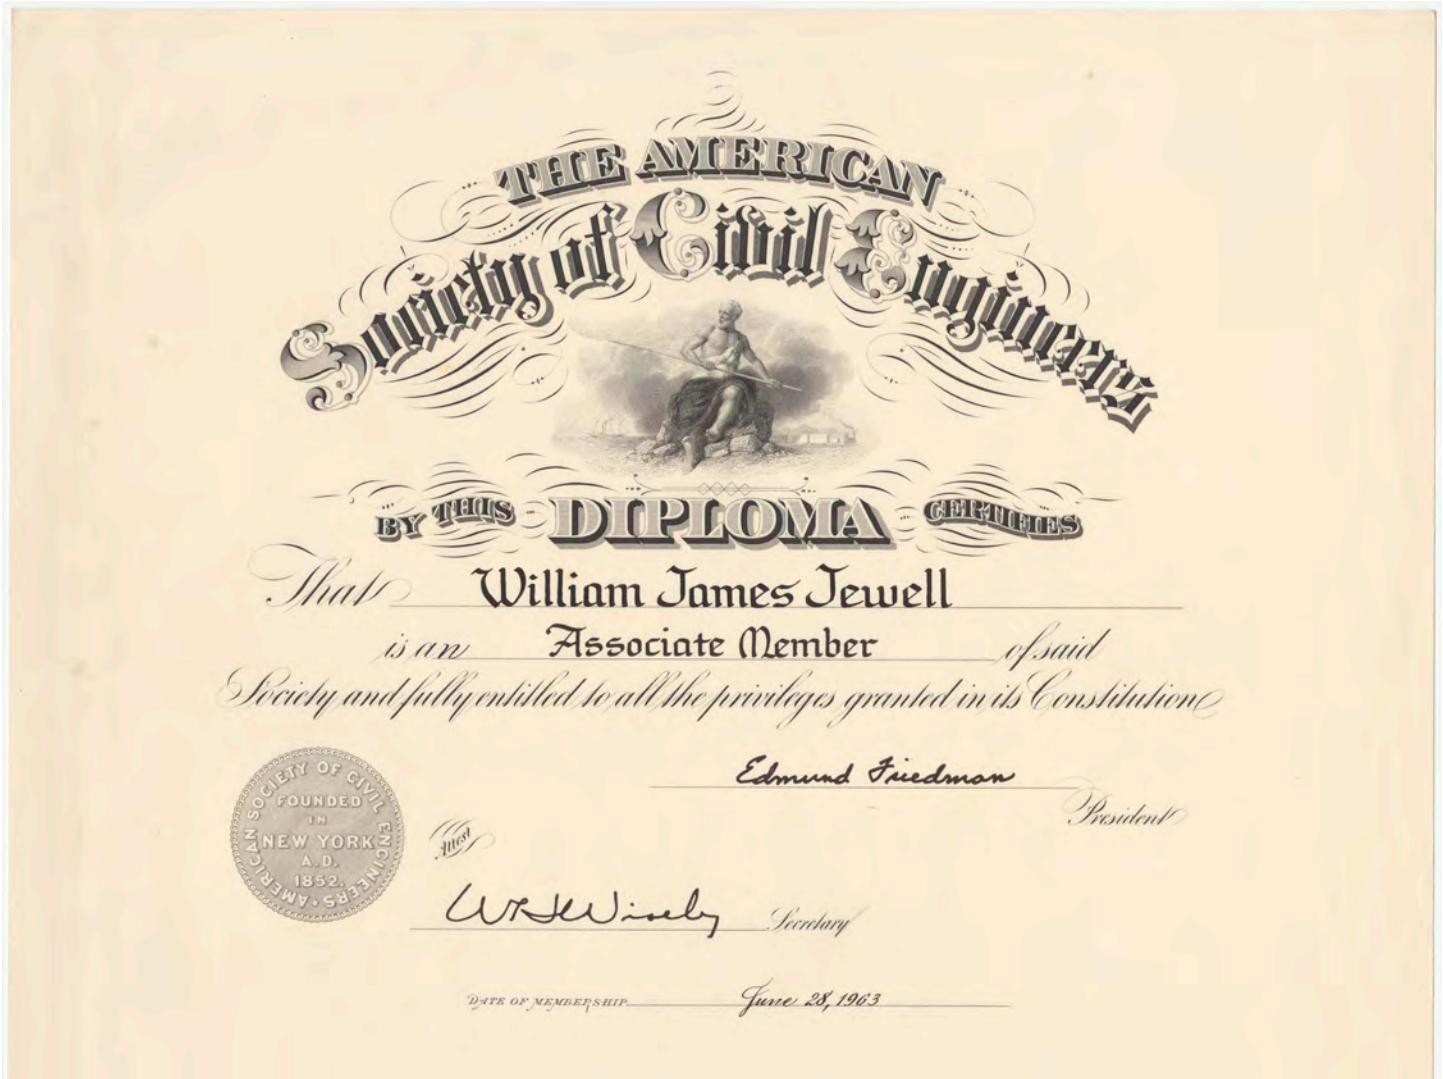 THE AMERICAN
Society of Civil Engineers
BY THIS DIPLOMA CERTIFIES
That William James Jewell
is an Associate Member of said
Society and fully entitled to all the privileges granted in its Constitution
Edmund Friedman
President
AMERICAN SOCIETY OF CIVIL ENGINEERS
FOUNDED
IN
NEW YORK
A.D.
1852.
Attest
Wm H Wisely Secretary
DATE OF MEMBERSHIP June 28, 1963